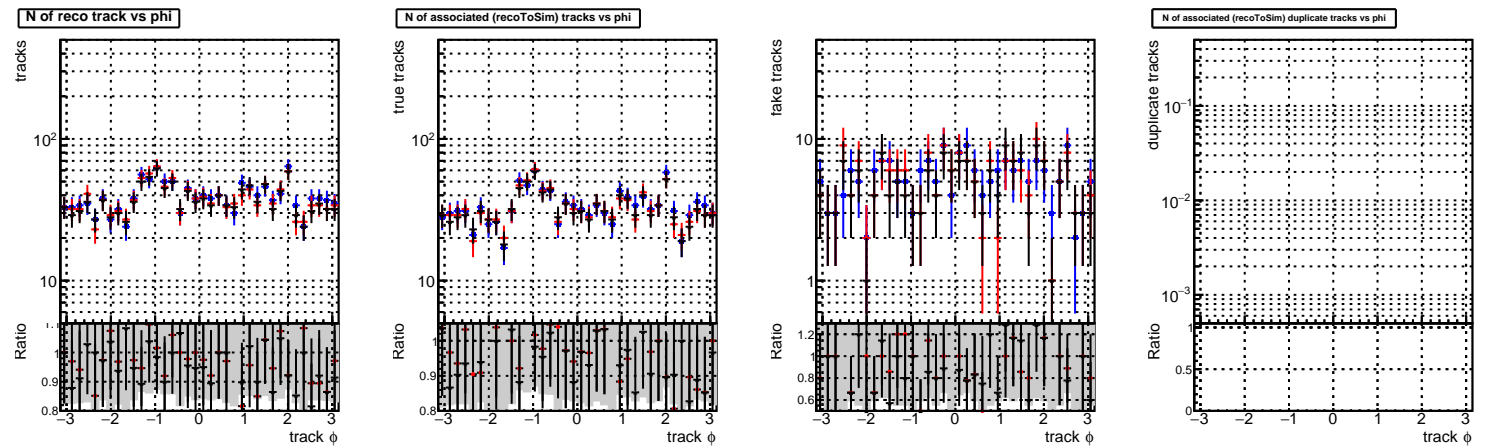 N of reco track vs phi
tracks
10²
10
Ratio
1.1
1
0.9
0.8
−3 −2 −1 0 1 2 3
track ϕ
N of associated (recoToSim) tracks vs phi
true tracks
10²
10
Ratio
1
0.9
0.8
−3 −2 −1 0 1 2 3
track ϕ
fake tracks
10
1
Ratio
1.2
1
0.8
0.6
−3 −2 −1 0 1 2 3
track ϕ
N of associated (recoToSim) duplicate tracks vs phi
duplicate tracks
10⁻¹
10⁻²
10⁻³
Ratio
1
0.5
0
−3 −2 −1 0 1 2 3
track ϕ